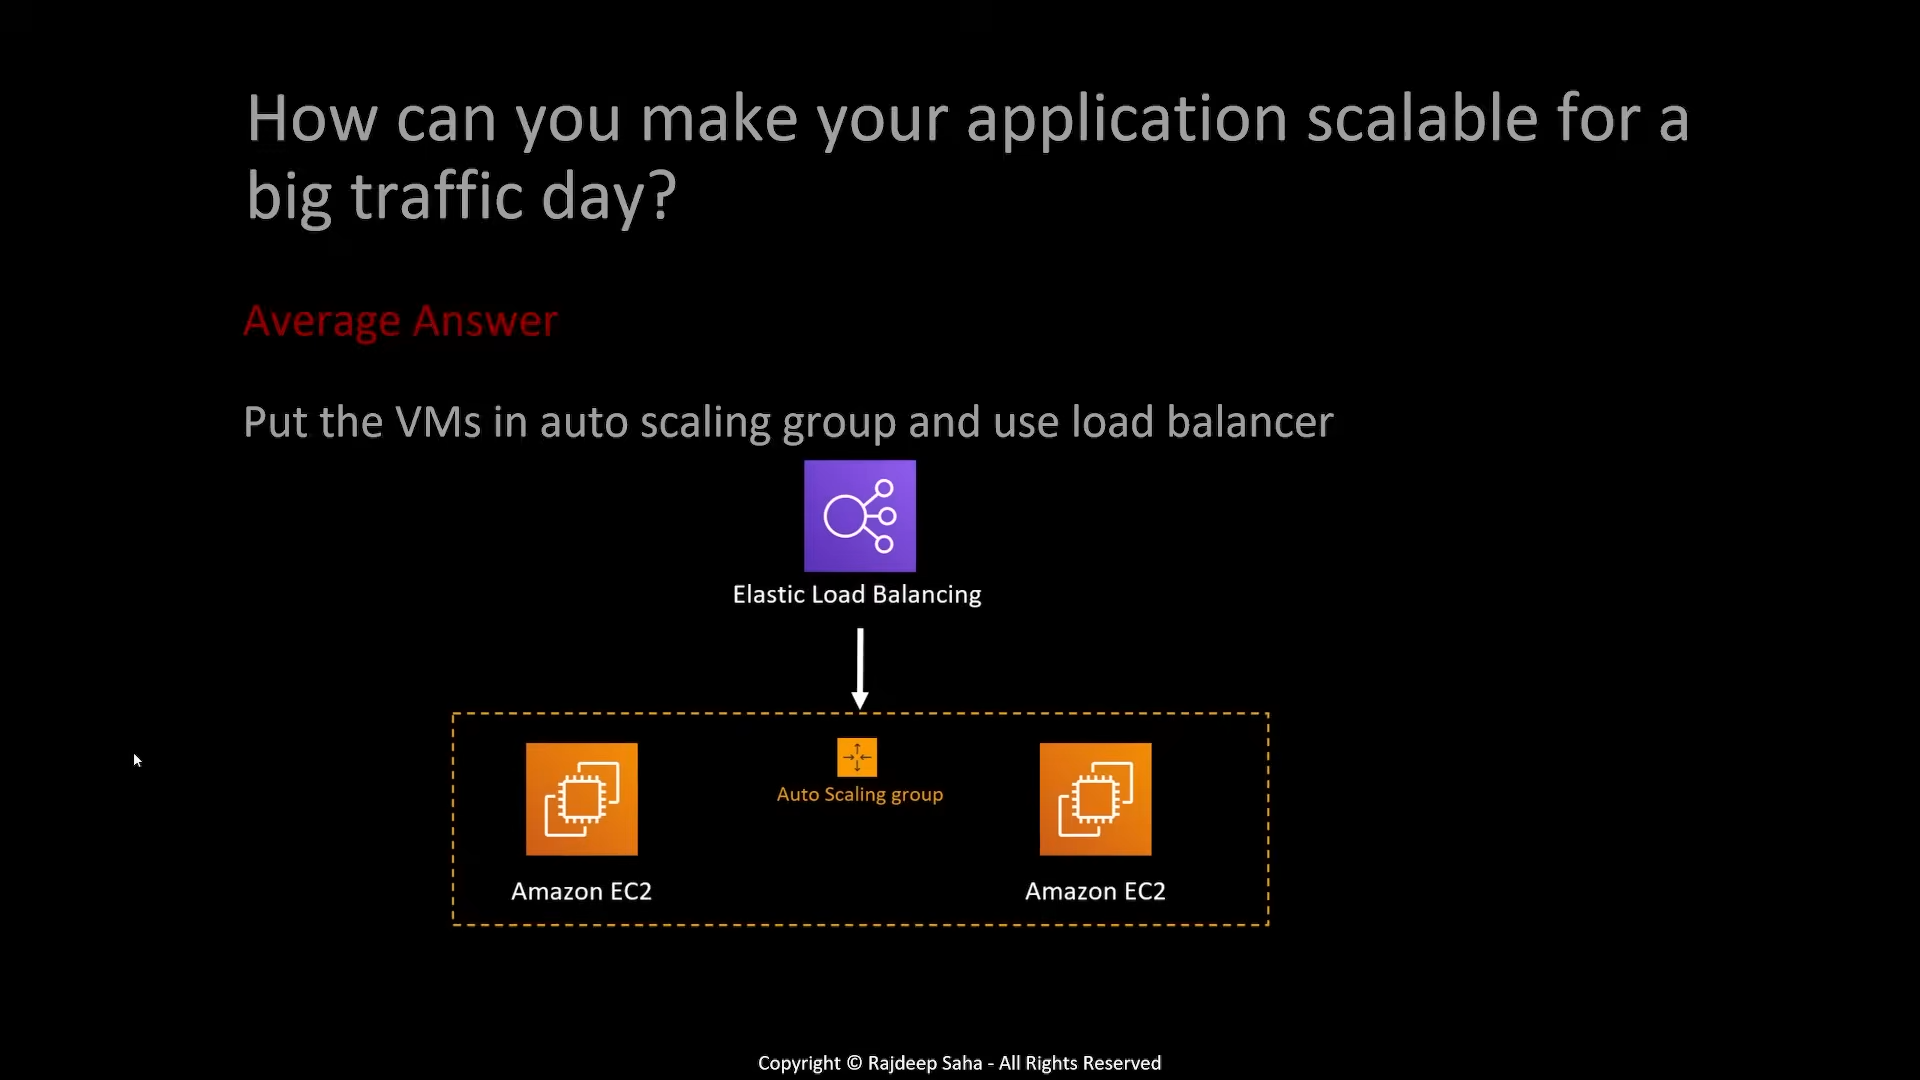 How can you make your application scalable for a
big traffic day?
Average Answer
Put the VMs in auto scaling group and use load balancer
Elastic Load Balancing
Auto Scaling group
Amazon EC2
Amazon EC2
Copyright © Rajdeep Saha - All Rights Reserved